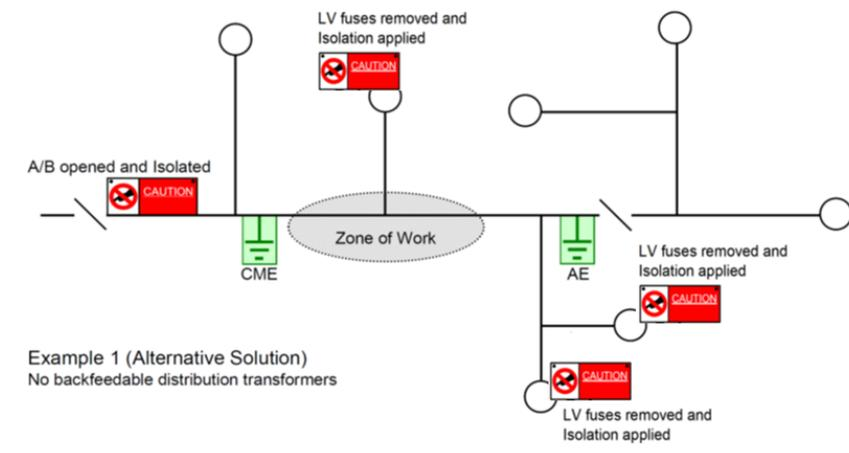 LV fuses removed and
Isolation applied
CAUTION
A/B opened and Isolated
CAUTION
Zone of Work
CME
AE
LV fuses removed and
Isolation applied
CAUTION
Example 1 (Alternative Solution)
No backfeedable distribution transformers
CAUTION
LV fuses removed and
Isolation applied